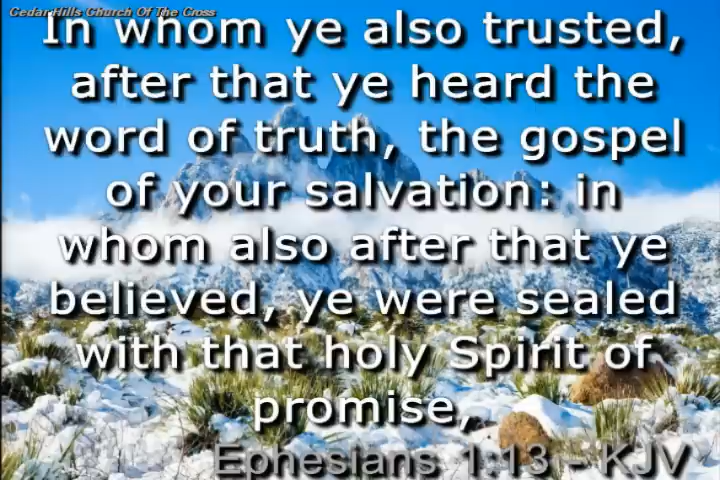 Cedar Hills Church Of The Cross
In whom ye also trusted,
after that ye heard the
word of truth, the gospel
of your salvation: in
whom also after that ye
believed, ye were sealed
with that holy Spirit of
promise,
Ephesians 1:13 - KJV